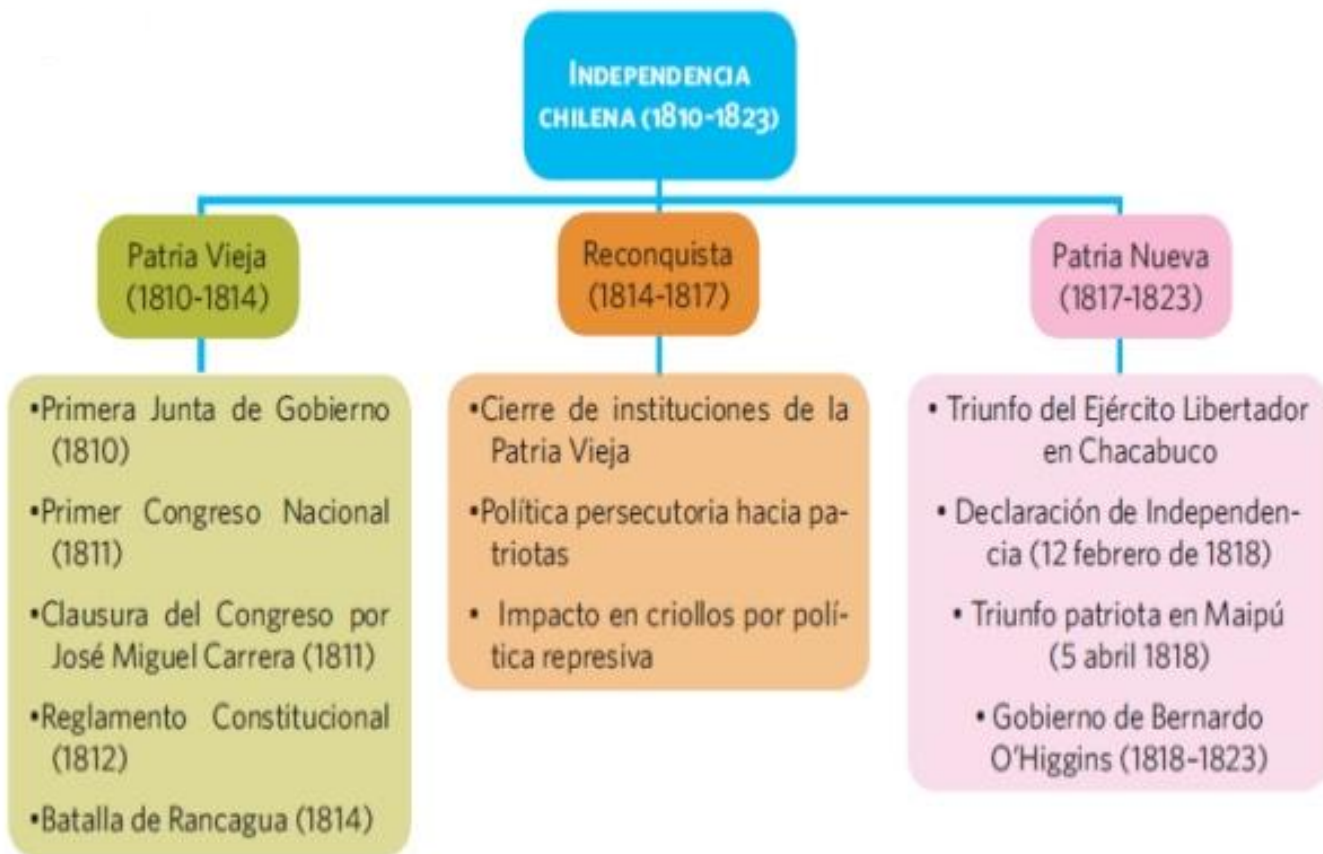 INDEPENDENCIA
CHILENA (1810-1823)
Patria Vieja
(1810-1814)
•Primera Junta de Gobierno
(1810)
•Primer Congreso Nacional
(1811)
•Clausura del Congreso por
José Miguel Carrera (1811)
•Reglamento Constitucional
(1812)
•Batalla de Rancagua (1814)
Reconquista
(1814-1817)
•Cierre de instituciones de la
Patria Vieja
•Política persecutoria hacia pa-
triotas
• Impacto en criollos por polí-
tica represiva
Patria Nueva
(1817-1823)
• Triunfo del Ejército Libertador
en Chacabuco
• Declaración de Independen-
cia (12 febrero de 1818)
• Triunfo patriota en Maipú
(5 abril 1818)
• Gobierno de Bernardo
O'Higgins (1818-1823)